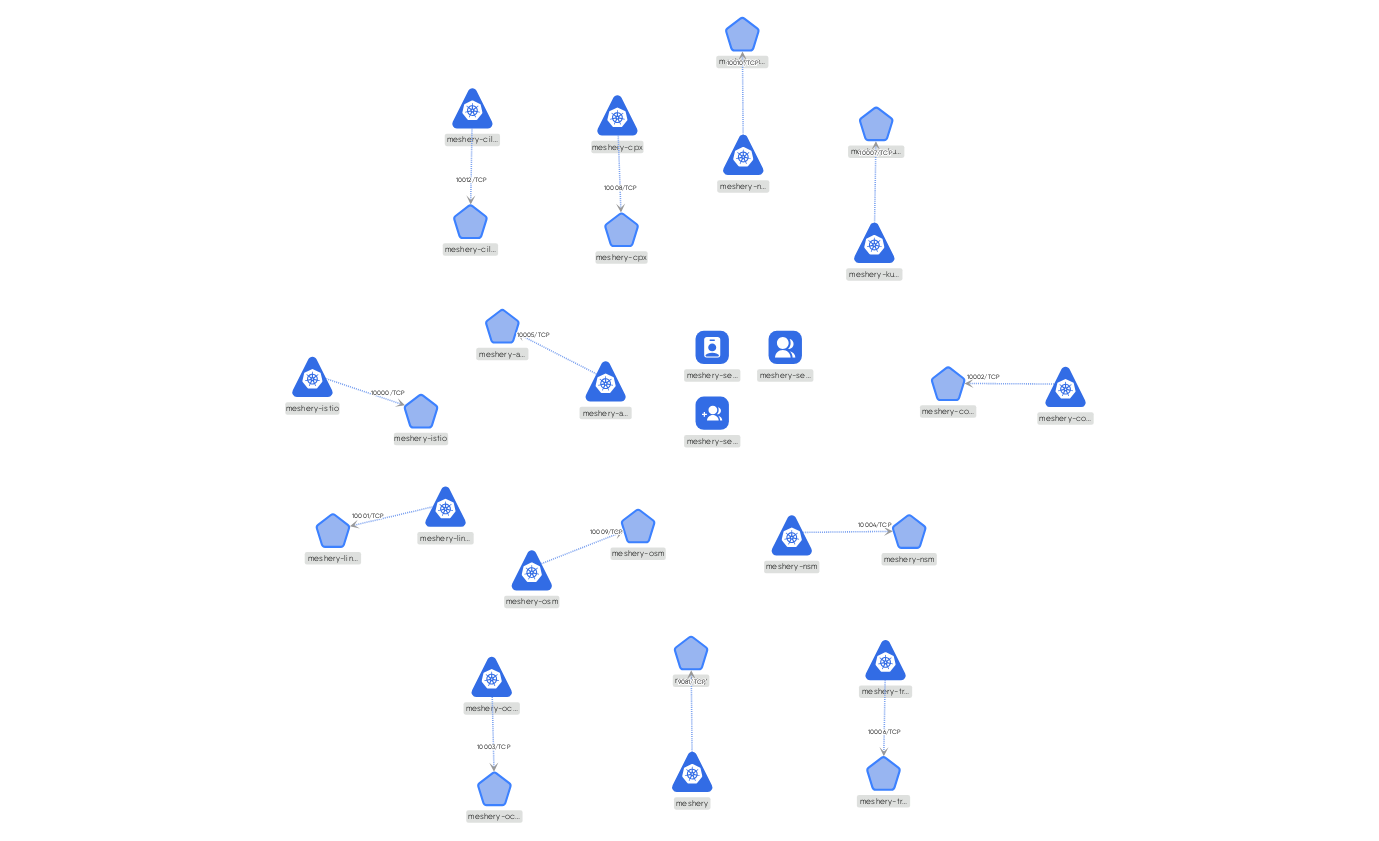 10010/TCP
meshery-cil...
meshery-cpx
10007/TCP
10012/TCP
10008/TCP
meshery-n...
meshery-cil...
meshery-cpx
meshery-ku...
10005/TCP
meshery-a...
meshery-se...
meshery-se...
10002/TCP
10000/TCP
meshery-istio
meshery-a...
meshery-co...
meshery-co...
meshery-istio
meshery-se...
10001/TCP
meshery-lin...
10009/TCP
10004/TCP
meshery-lin...
meshery-osm
meshery-nsm
meshery-nsm
meshery-osm
9081/TCP
meshery-tr...
meshery-oc...
10006/TCP
10003/TCP
meshery
meshery-tr...
meshery-oc...